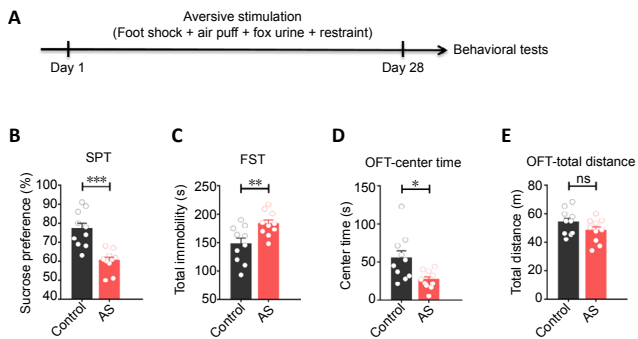 A
Aversive stimulation
(Foot shock + air puff + fox urine + restraint)
Behavioral tests
Day 1
Day 28
B
SPT
***
Sucrose preference (%)
100
90
80
70
60
50
40
Control
AS
C
FST
**
Total immobility (s)
250
200
150
100
50
Control
AS
D
OFT-center time
*
Center time (s)
150
100
50
0
Control
AS
E
OFT-total distance
ns
Total distance (m)
80
60
40
20
0
Control
AS